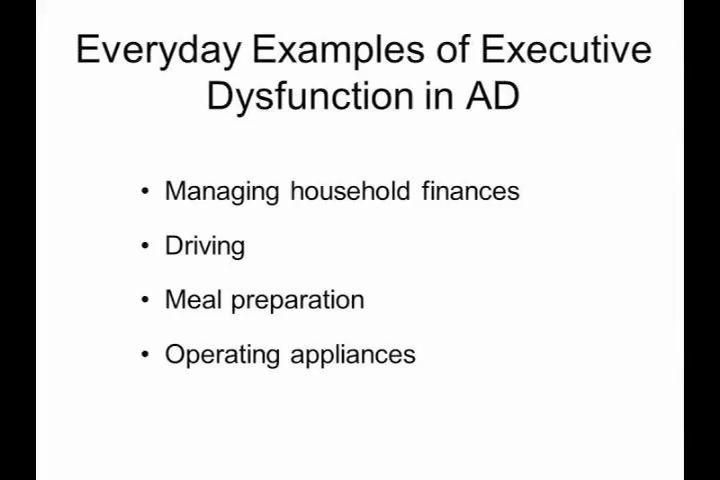 Everyday Examples of Executive
Dysfunction in AD
• Managing household finances
• Driving
• Meal preparation
• Operating appliances